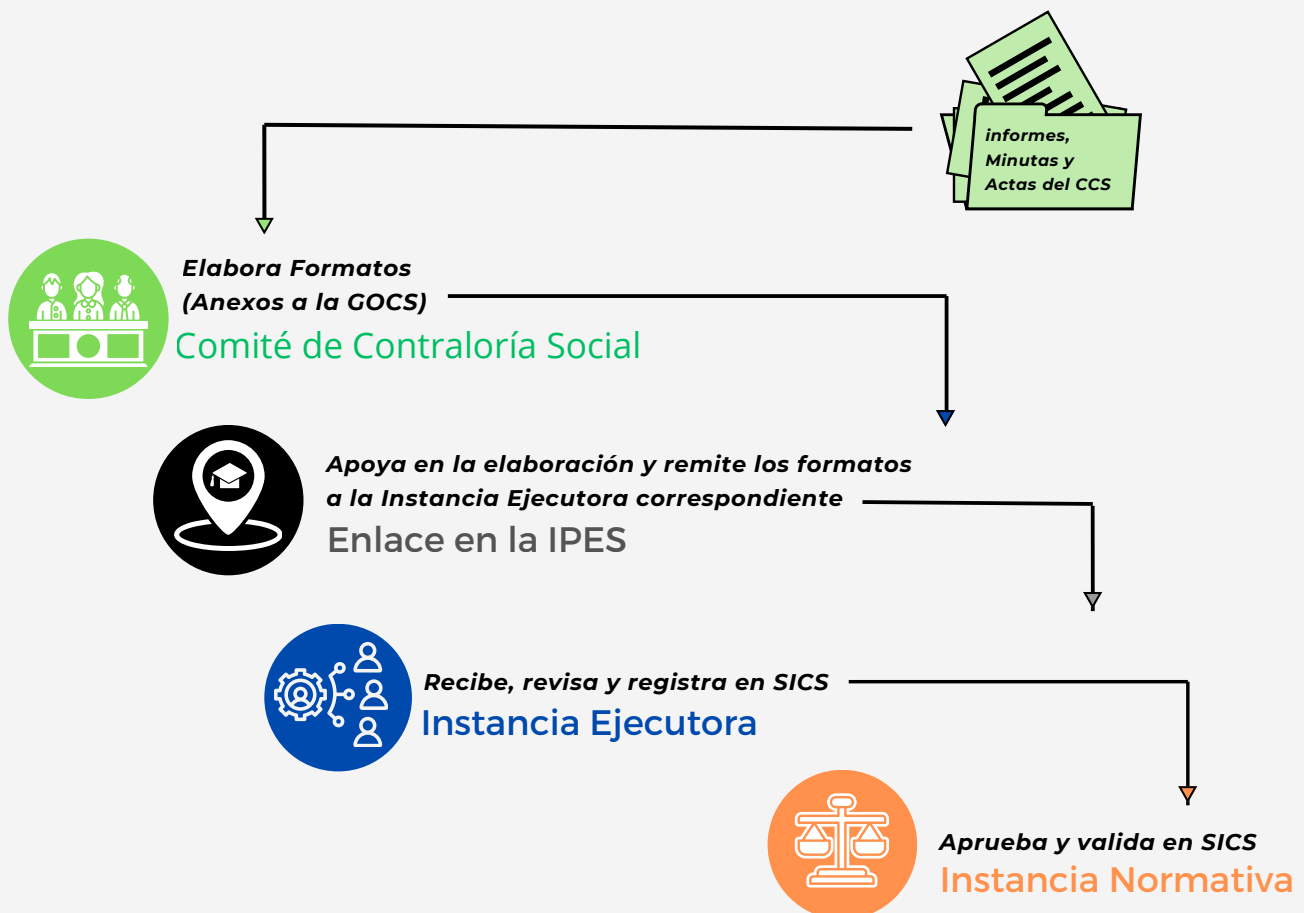 informes,
Minutas y
Actas del CCS
Elabora Formatos
(Anexos a la GOCS)
Comité de Contraloría Social
Apoya en la elaboración y remite los formatos
a la Instancia Ejecutora correspondiente
Enlace en la IPES
Recibe, revisa y registra en SICS
Instancia Ejecutora
Aprueba y valida en SICS
Instancia Normativa